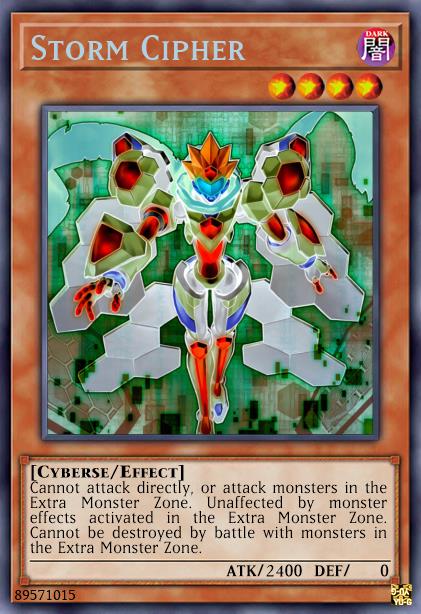 STORM CIPHER
DARK
闇
[CYBERSE/EFFECT]
Cannot attack directly, or attack monsters in the
Extra Monster Zone. Unaffected by monster
effects activated in the Extra Monster Zone.
Cannot be destroyed by battle with monsters in
the Extra Monster Zone.
ATK/2400 DEF/ 0
89571015